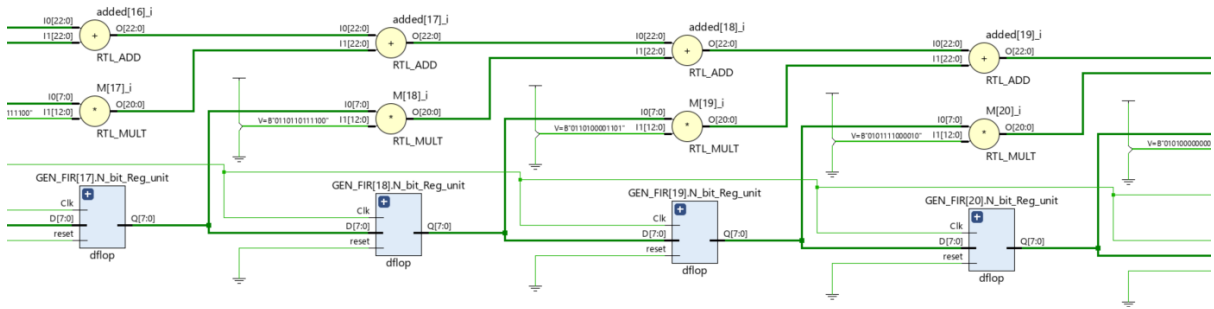 added[16]_i
I0[22:0]
O[22:0]
I1[22:0]
+
RTL_ADD
added[17]_i
I0[22:0]
O[22:0]
I1[22:0]
+
RTL_ADD
added[18]_i
I0[22:0]
O[22:0]
I1[22:0]
+
RTL_ADD
added[19]_i
I0[22:0]
O[22:0]
I1[22:0]
+
RTL_ADD
M[17]_i
I0[7:0]
O[20:0]
111100"
I1[12:0]
*
RTL_MULT
M[18]_i
I0[7:0]
O[20:0]
V=B"0110110111100"
I1[12:0]
*
RTL_MULT
M[19]_i
I0[7:0]
O[20:0]
V=B"0110100001101"
I1[12:0]
*
RTL_MULT
M[20]_i
I0[7:0]
O[20:0]
V=B"0101111000010"
I1[12:0]
*
RTL_MULT
V=B"010100000000
GEN_FIR[17].N_bit_Reg_unit
Clk
D[7:0]
Q[7:0]
reset
dflop
GEN_FIR[18].N_bit_Reg_unit
Clk
D[7:0]
Q[7:0]
reset
dflop
GEN_FIR[19].N_bit_Reg_unit
Clk
D[7:0]
Q[7:0]
reset
dflop
GEN_FIR[20].N_bit_Reg_unit
Clk
D[7:0]
Q[7:0]
reset
dflop